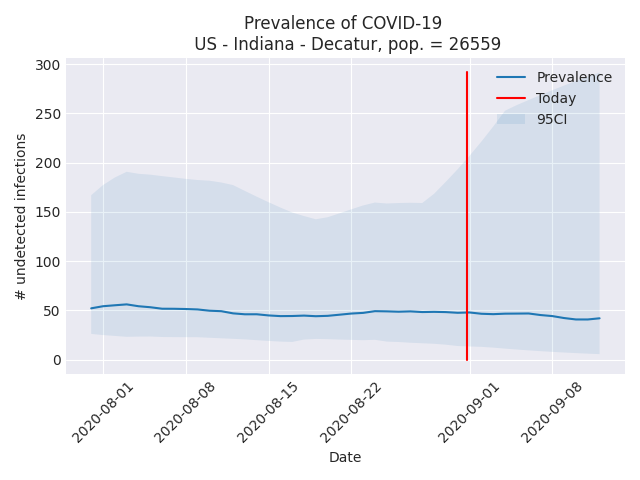 Prevalence of COVID-19
US - Indiana - Decatur, pop. = 26559
300
250
200
150
100
50
0
# undetected infections
Prevalence
Today
95CI
2020-08-01
2020-08-08
2020-08-15
2020-08-22
2020-09-01
2020-09-08
Date